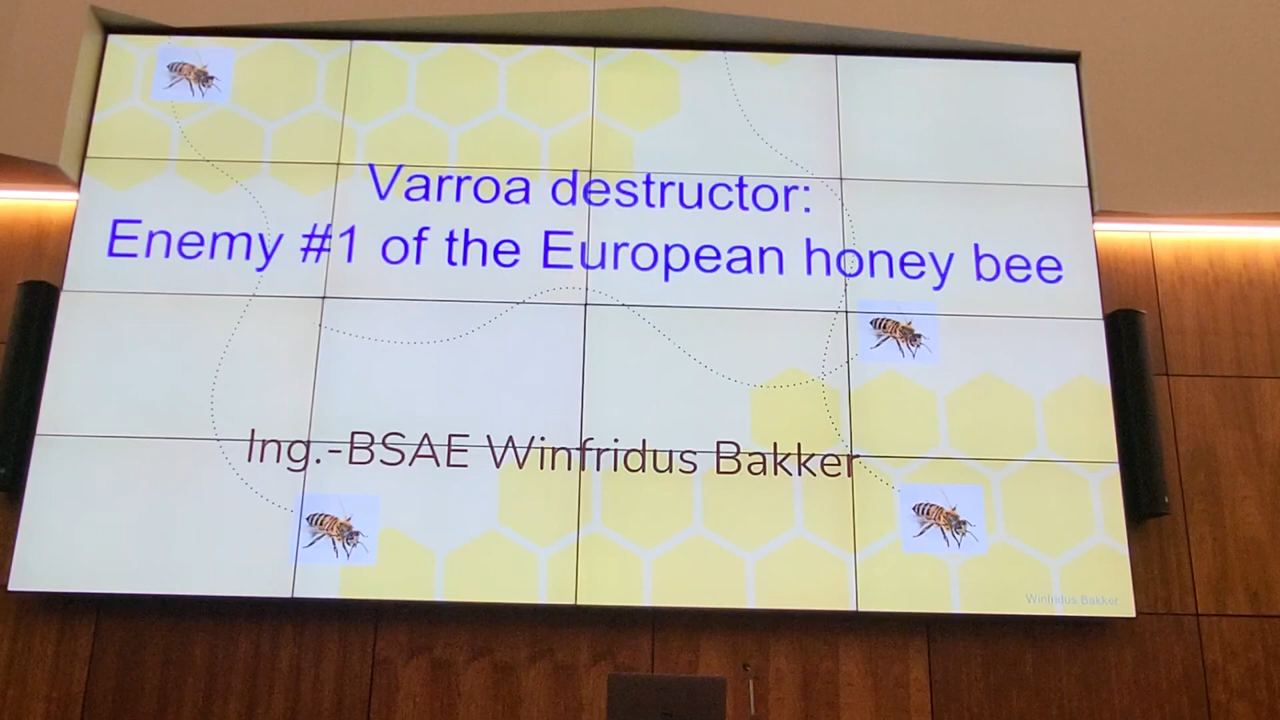 Varroa destructor:
Enemy #1 of the European honey bee
Ing.-BSAE Winfridus Bakker
Winfridus Bakker